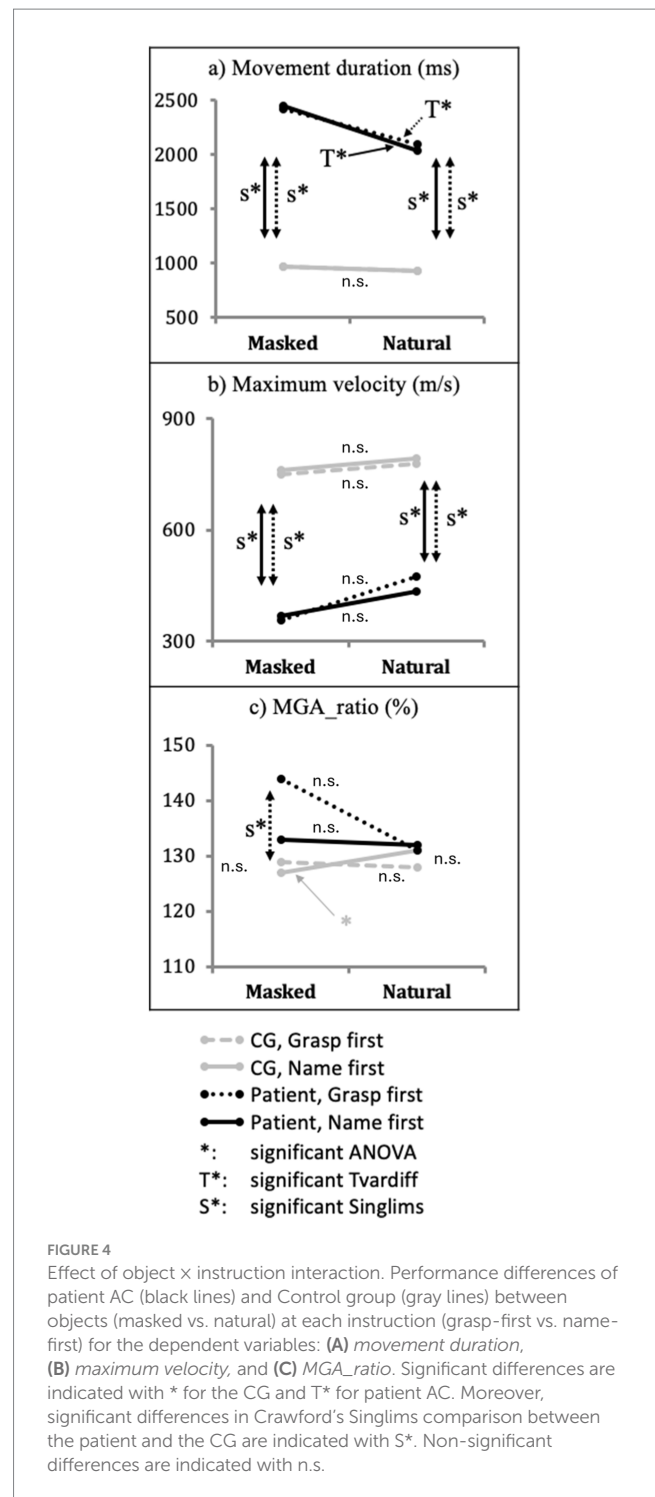 a) Movement duration (ms)
2500
2000
1500
1000
500
T*
T*
s*
s*
s*
s*
n.s.
Masked
Natural
b) Maximum velocity (m/s)
900
600
300
n.s.
n.s.
s*
s*
s*
s*
n.s.
n.s.
Masked
Natural
c) MGA_ratio (%)
150
140
130
120
110
n.s.
s*
n.s.
n.s.
n.s.
n.s.
*
Masked
Natural
CG, Grasp first
CG, Name first
Patient, Grasp first
Patient, Name first
*: significant ANOVA
T*: significant Tvardiff
S*: significant Singlims
FIGURE 4
Effect of object × instruction interaction. Performance differences of
patient AC (black lines) and Control group (gray lines) between
objects (masked vs. natural) at each instruction (grasp-first vs. name-
first) for the dependent variables: (A) movement duration,
(B) maximum velocity, and (C) MGA_ratio. Significant differences are
indicated with * for the CG and T* for patient AC. Moreover,
significant differences in Crawford's Singlims comparison between
the patient and the CG are indicated with S*. Non-significant
differences are indicated with n.s.